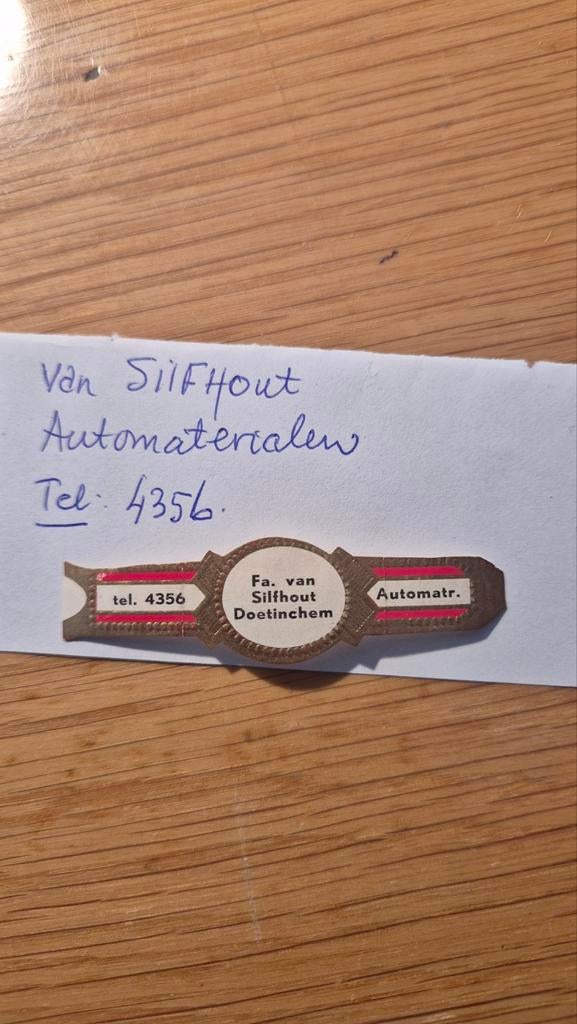 Van Silfhout
Automaterialen
Tel: 4356.
tel. 4356
Fa. van
Silfhout
Doetinchem
Automatr.